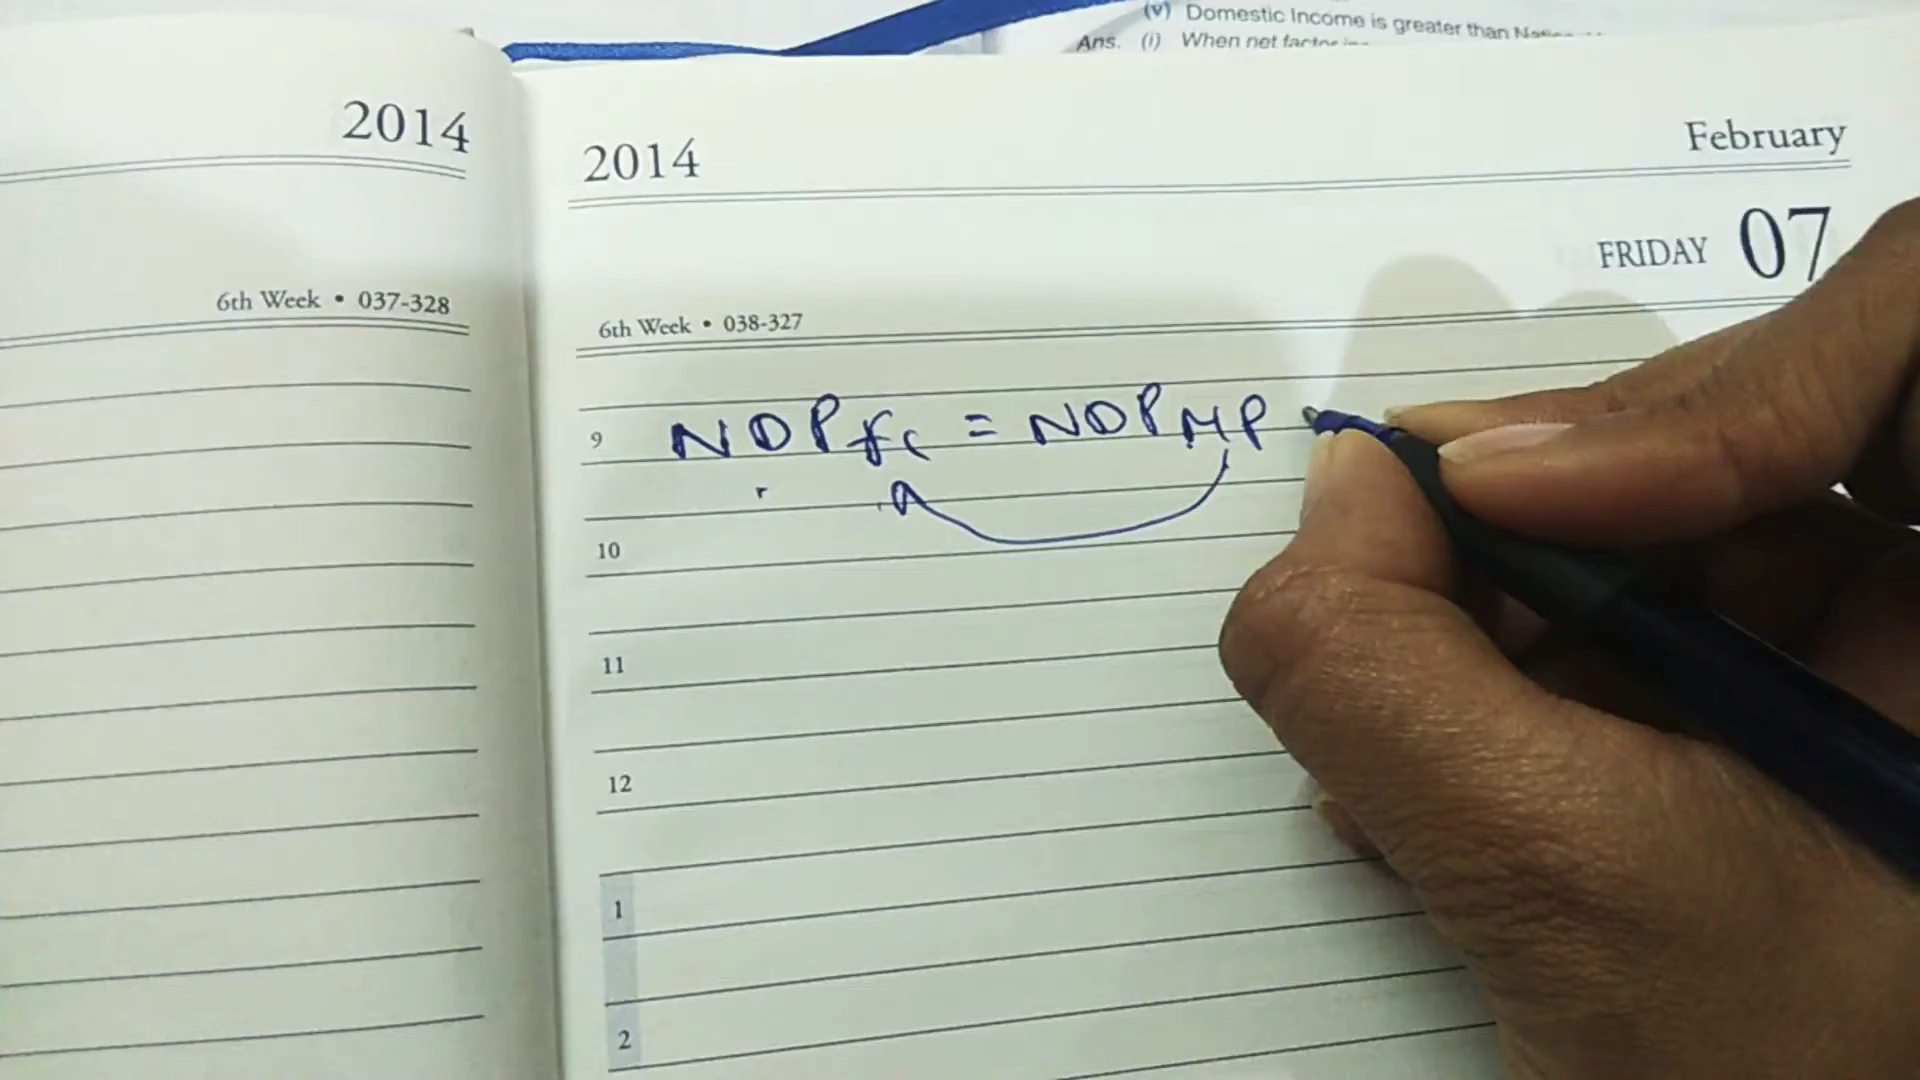 (v) Domestic Income is greater than
Ans. (i) When net factor
2014
6th Week • 037-328
2014
February
FRIDAY 07
6th Week • 038-327
9 NDPfc = NDPMP
10
11
12
1
2